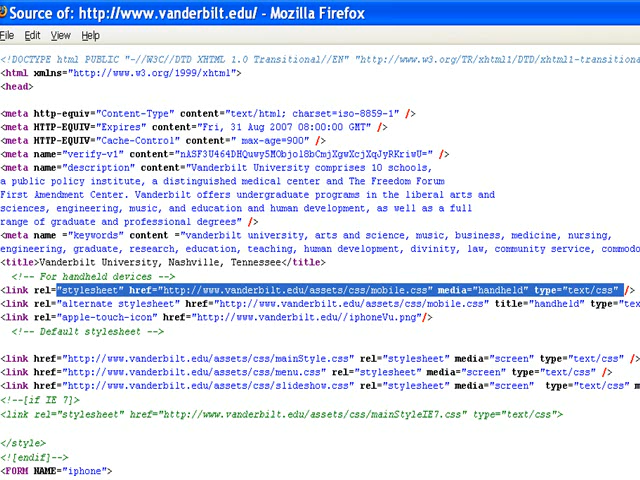 Source of: http://www.vanderbilt.edu/ - Mozilla Firefox
File Edit View Help
<!DOCTYPE html PUBLIC "-//W3C//DTD XHTML 1.0 Transitional//EN" "http://www.w3.org/TR/xhtml1/DTD/xhtml1-transitiona
<html xmlns="http://www.w3.org/1999/xhtml">
<head>
<meta http-equiv="Content-Type" content="text/html; charset=iso-8859-1" />
<meta HTTP-EQUIV="Expires" content="Fri, 31 Aug 2007 08:00:00 GMT" />
<meta HTTP-EQUIV="Cache-Control" content=" max-age=900" />
<meta name="verify-v1" content="
<meta name="description" content="Vanderbilt University comprises 10 schools,
a public policy institute, a distinguished medical center and The Freedom Forum
First Amendment Center. Vanderbilt offers undergraduate programs in the liberal arts and
sciences, engineering, music, and education and human development, as well as a full
range of graduate and professional degrees" />
<meta name ="keywords" content ="vanderbilt university, arts and science, music, business, medicine, nursing,
engineering, graduate, research, education, teaching, human development, divinity, law, community service, commodo
<title>Vanderbilt University, Nashville, Tennessee</title>
<!-- For handheld devices -->
<link rel="stylesheet" href="http://www.vanderbilt.edu/assets/css/mobile.css" media="handheld" type="text/css" />
<link rel="alternate stylesheet" href="http://www.vanderbilt.edu/assets/css/mobile.css" title="handheld" type="tex
<link rel="apple-touch-icon" href="http://www.vanderbilt.edu//iphoneVu.png"/>
<!-- Default stylesheet -->
<link href="http://www.vanderbilt.edu/assets/css/mainStyle.css" rel="stylesheet" media="screen" type="text/css" />
<link href="http://www.vanderbilt.edu/assets/css/menu.css" rel="stylesheet" media="screen" type="text/css" />
<link href="http://www.vanderbilt.edu/assets/css/slideshow.css" rel="stylesheet" media="screen" type="text/css" m
<!--[if IE 7]>
<link rel="stylesheet" href="http://www.vanderbilt.edu/assets/css/mainStyleIE7.css" type="text/css">
</style>
<![endif]-->
<FORM NAME="iphone">